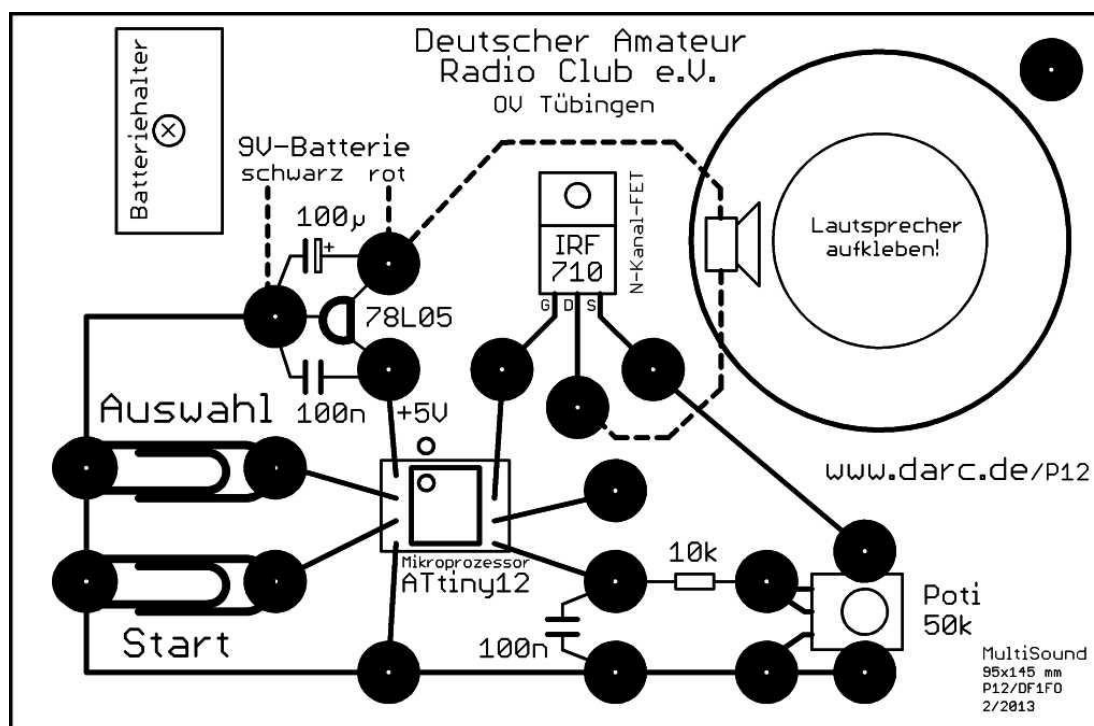 Deutscher Amateur
Radio Club e.V.
OV Tübingen
Batteriehalter
9V-Batterie
schwarz rot
100µ
+
78L05
100n
+5V
IRF
710
G D S
N-Kanal-FET
Lautsprecher
aufkleben!
Auswahl
Start
Mikroprozessor
ATtiny12
www.darc.de/P12
10k
100n
Poti
50k
MultiSound
95x145 mm
P12/DF1FO
2/2013